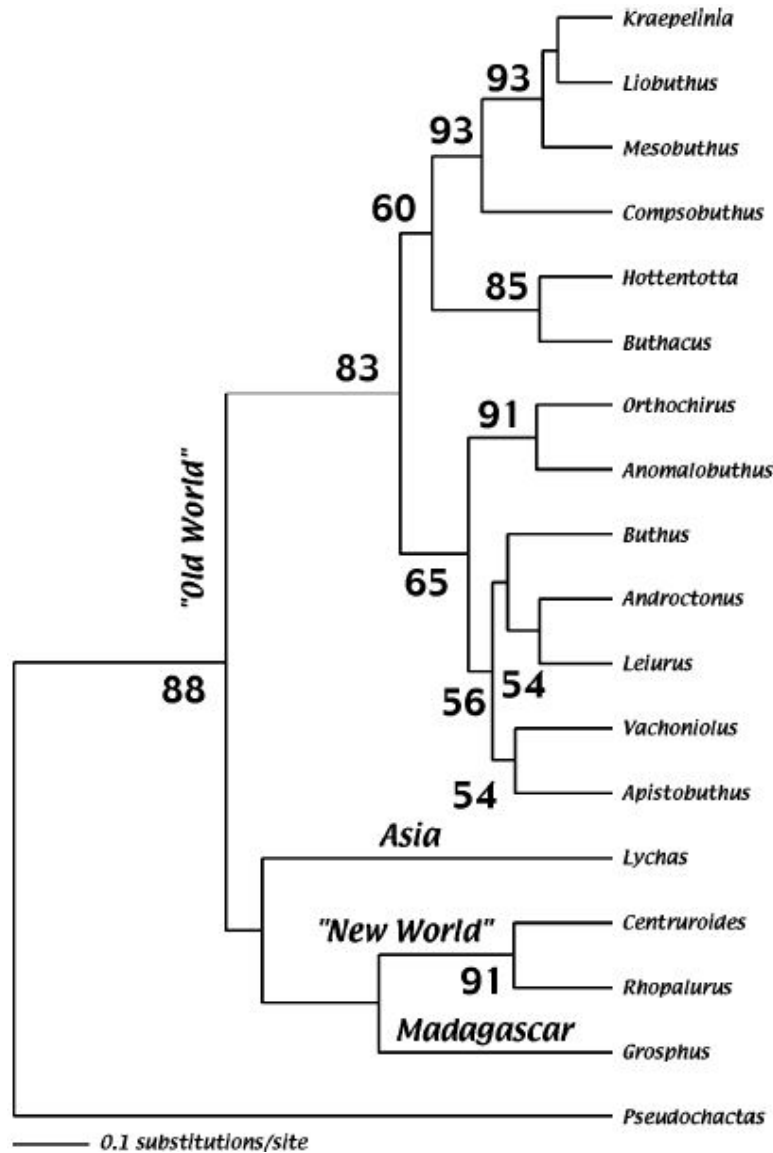 Kraepelinia
93
Liobuthus
93
Mesobuthus
60
Compsobuthus
85
Hottentotta
Buthacus
83
Orthochirus
91
Anomalobuthus
"Old World"
Buthus
65
Androctonus
Leiurus
88
56
54
Vachoniolus
54
Apistobuthus
Asia
Lychas
"New World"
Centruroides
91
Rhopalurus
Madagascar
Grosphus
Pseudochactas
0.1 substitutions/site